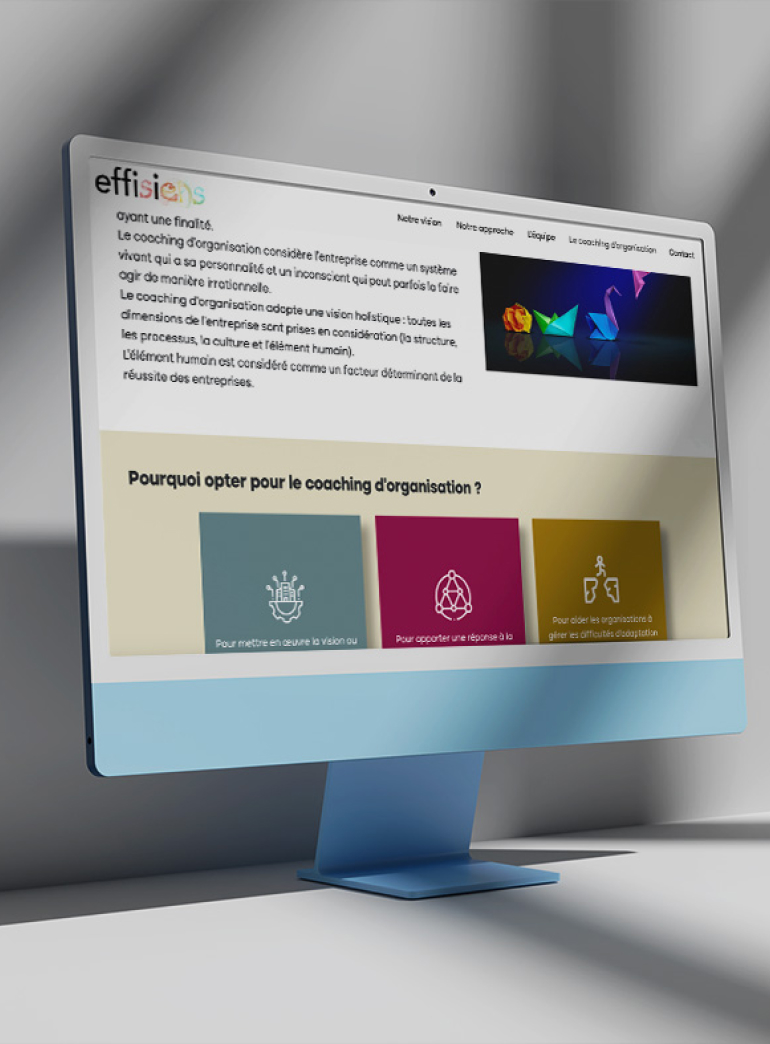 effisiens
Notre vision Notre approche L'équipe Le coaching d'organisation Contact
ayant une finalité.
Le coaching d'organisation considère l'entreprise comme un système
vivant qui a sa personnalité et un inconscient qui peut parfois la faire
agir de manière irrationnelle.
Le coaching d'organisation adopte une vision holistique : toutes les
dimensions de l'entreprise sont prises en considération (la structure,
les processus, la culture et l'élément humain).
L'élément humain est considéré comme un facteur déterminant de la
réussite des entreprises.
Pourquoi opter pour le coaching d'organisation ?
Pour mettre en œuvre la vision ou
Pour apporter une réponse à la
Pour aider les organisations à
gérer les difficultés d'adaptation